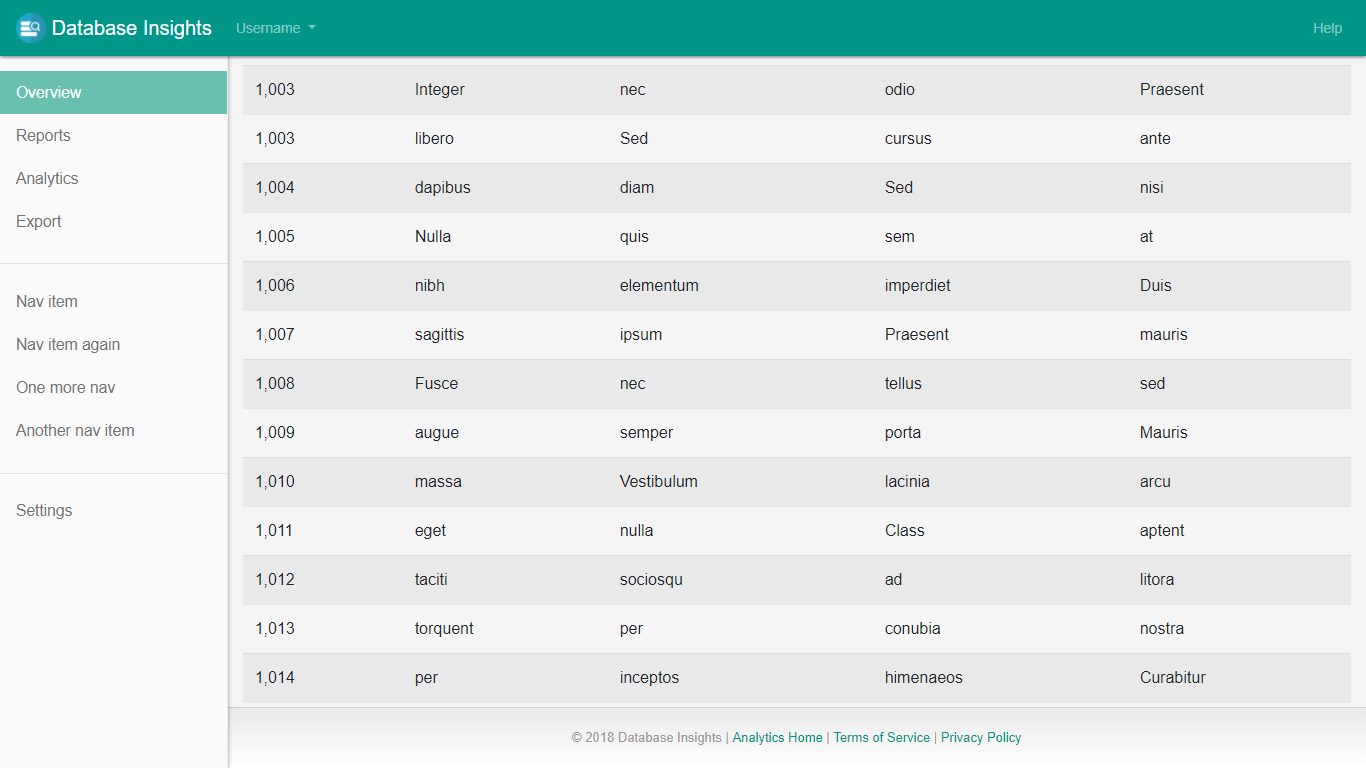 Database Insights Username Help
Overview
Reports
Analytics
Export
Nav item
Nav item again
One more nav
Another nav item
Settings
1,003 Integer nec odio Praesent
1,003 libero Sed cursus ante
1,004 dapibus diam Sed nisi
1,005 Nulla quis sem at
1,006 nibh elementum imperdiet Duis
1,007 sagittis ipsum Praesent mauris
1,008 Fusce nec tellus sed
1,009 augue semper porta Mauris
1,010 massa Vestibulum lacinia arcu
1,011 eget nulla Class aptent
1,012 taciti sociosqu ad litora
1,013 torquent per conubia nostra
1,014 per inceptos himenaeos Curabitur
© 2018 Database Insights | Analytics Home | Terms of Service | Privacy Policy